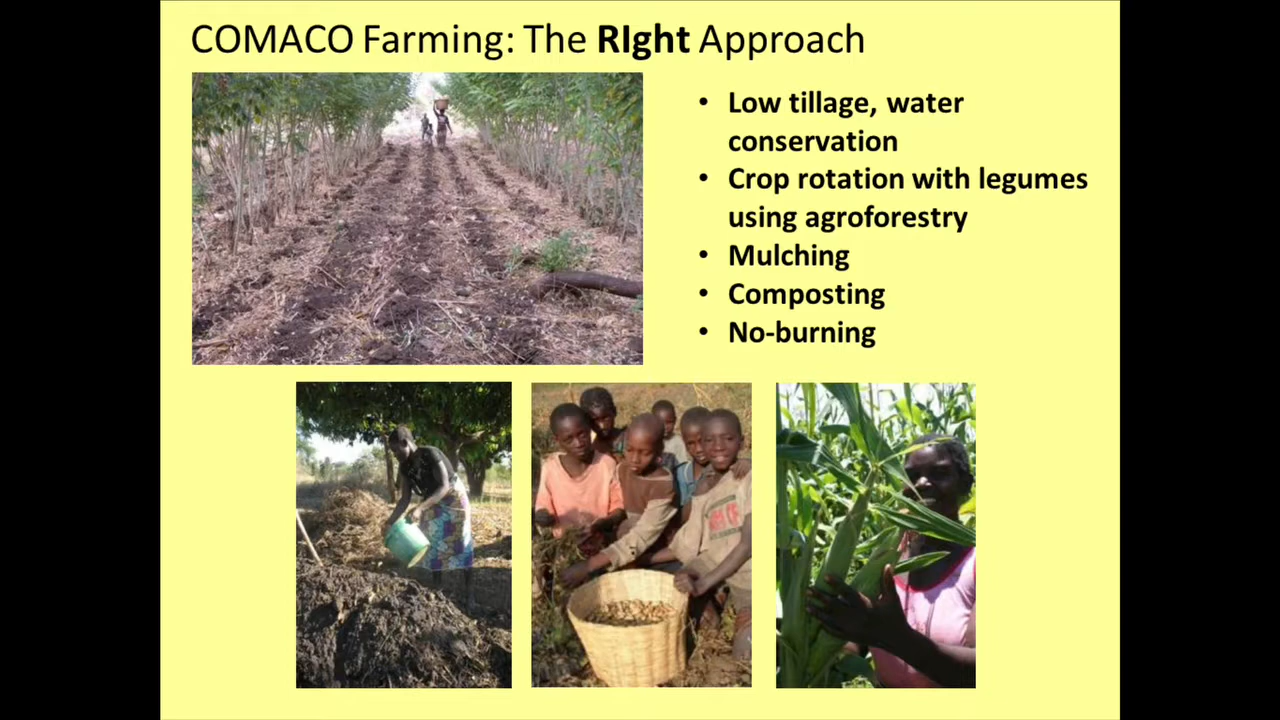 COMACO Farming: The RIght Approach
• Low tillage, water
conservation
• Crop rotation with legumes
using agroforestry
• Mulching
• Composting
• No-burning